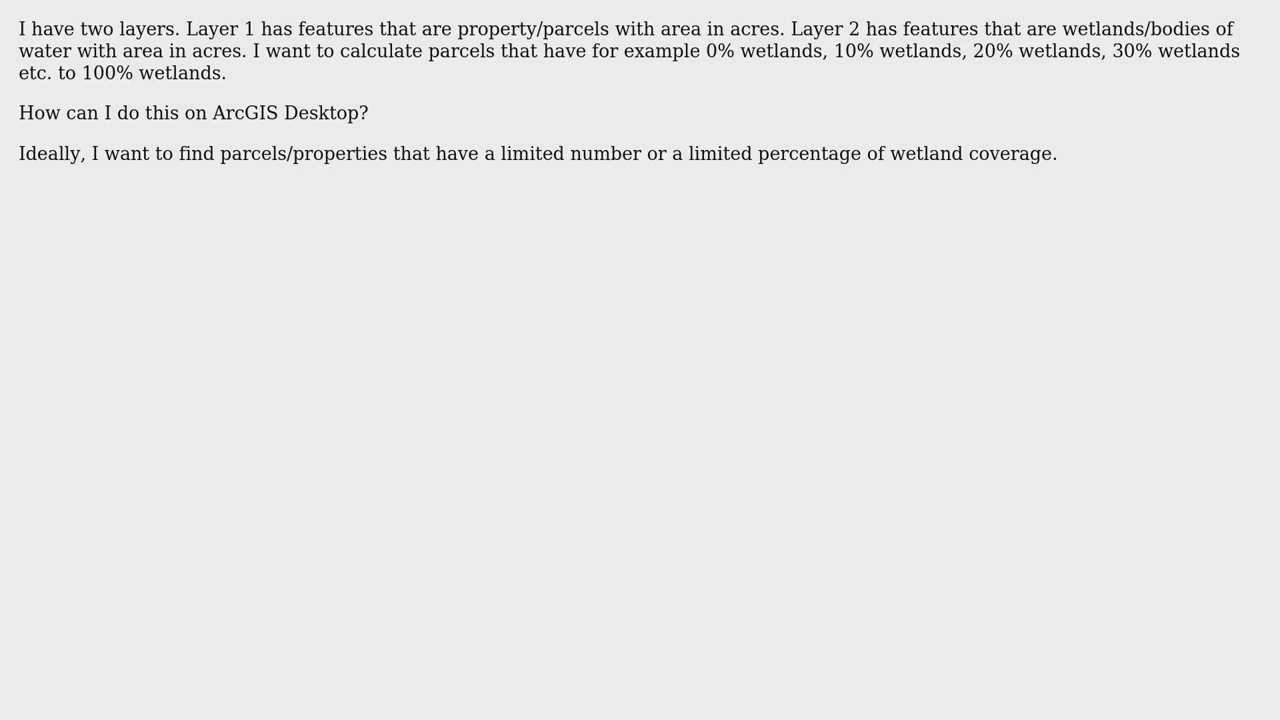 I have two layers. Layer 1 has features that are property/parcels with area in acres. Layer 2 has features that are wetlands/bodies of
water with area in acres. I want to calculate parcels that have for example 0% wetlands, 10% wetlands, 20% wetlands, 30% wetlands
etc. to 100% wetlands.
How can I do this on ArcGIS Desktop?
Ideally, I want to find parcels/properties that have a limited number or a limited percentage of wetland coverage.